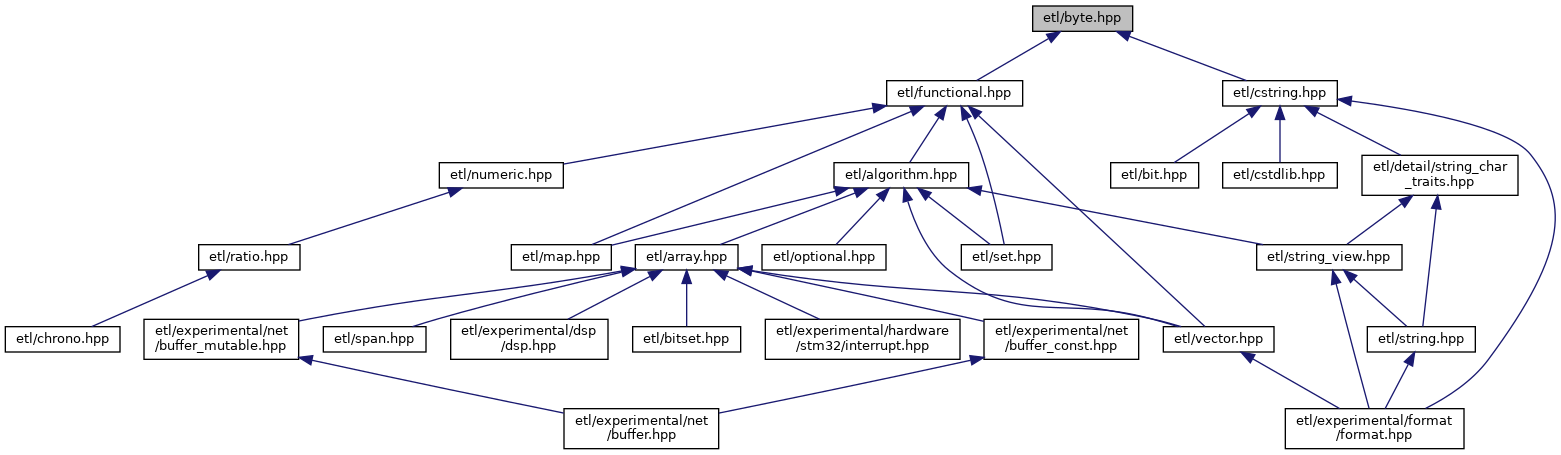 etl/byte.hpp
etl/functional.hpp
etl/cstring.hpp
etl/numeric.hpp
etl/algorithm.hpp
etl/bit.hpp
etl/cstdlib.hpp
etl/detail/string_char
_traits.hpp
etl/ratio.hpp
etl/map.hpp
etl/array.hpp
etl/optional.hpp
etl/set.hpp
etl/string_view.hpp
etl/chrono.hpp
etl/experimental/net
/buffer_mutable.hpp
etl/span.hpp
etl/experimental/dsp
/dsp.hpp
etl/bitset.hpp
etl/experimental/hardware
/stm32/interrupt.hpp
etl/experimental/net
/buffer_const.hpp
etl/vector.hpp
etl/string.hpp
etl/experimental/net
/buffer.hpp
etl/experimental/format
/format.hpp